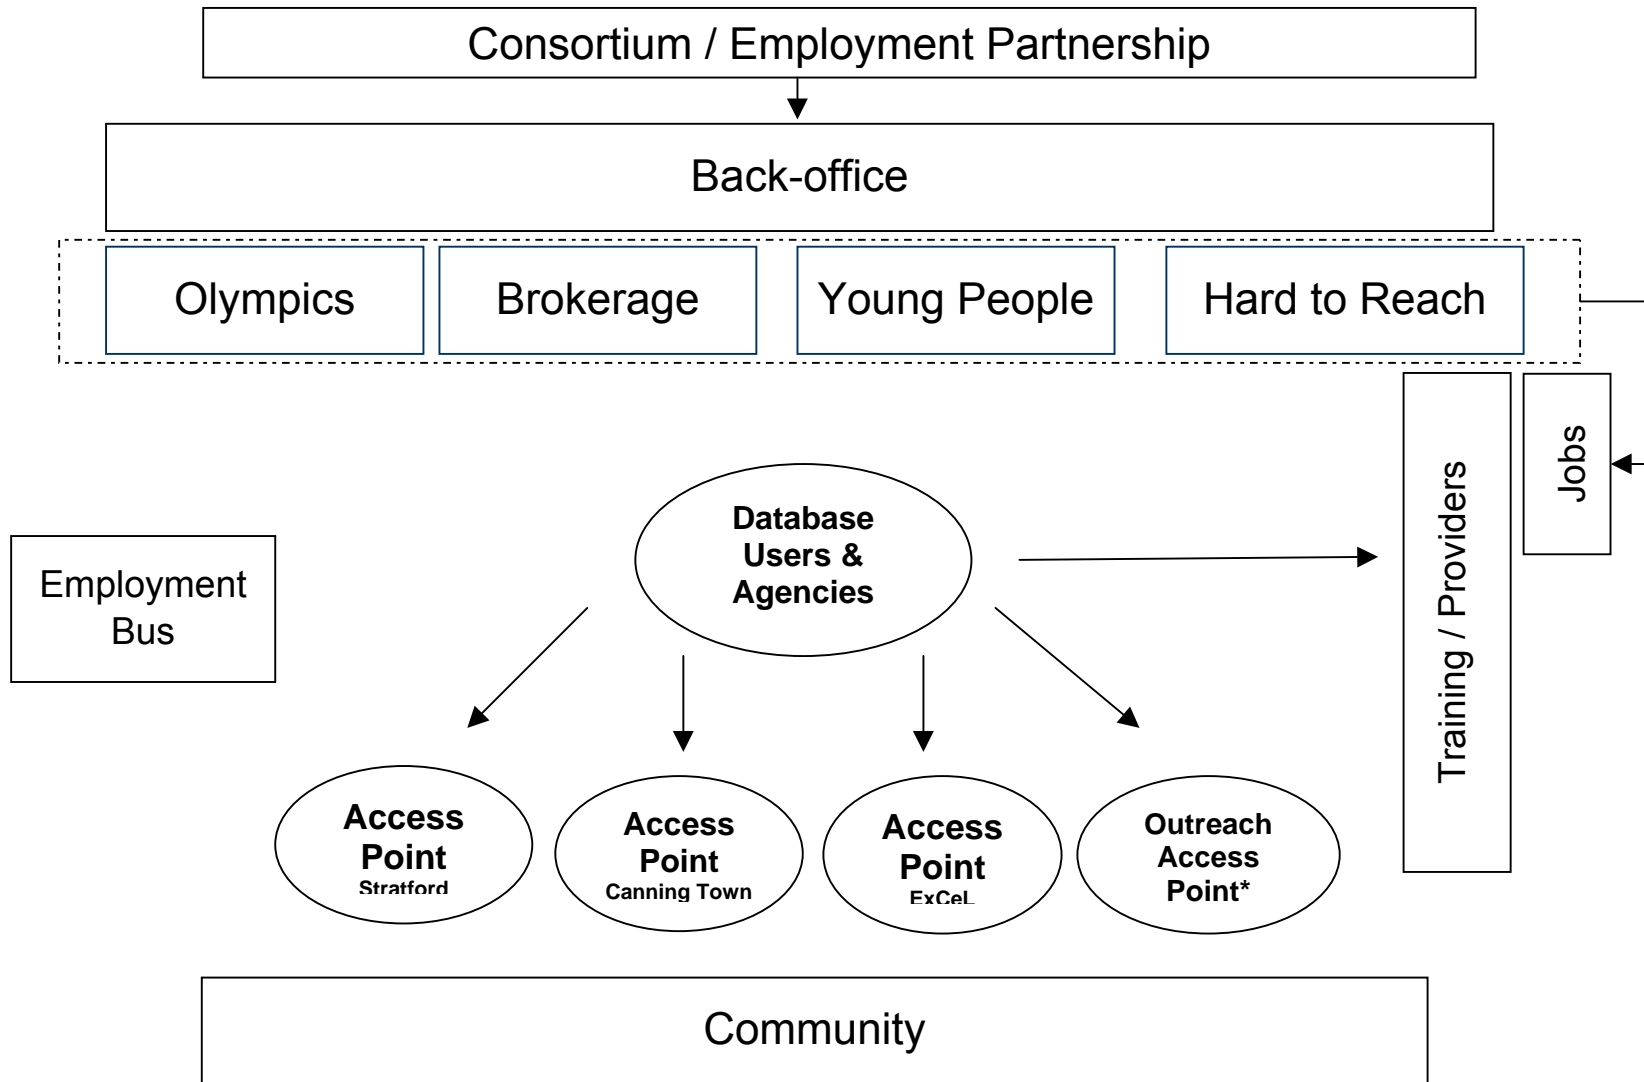 Consortium / Employment Partnership
Back-office
Olympics
Brokerage
Young People
Hard to Reach
Training / Providers
Jobs
Database
Users &
Agencies
Employment
Bus
Access
Point
Stratford
Access
Point
Canning Town
Access
Point
ExCeL
Outreach
Access
Point*
Community